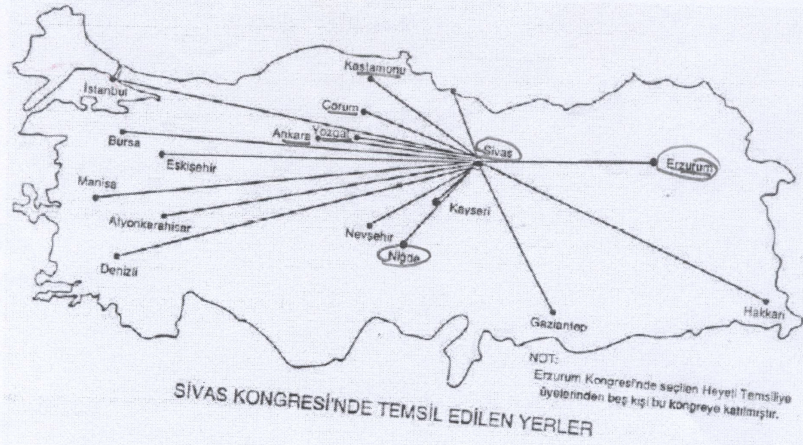 Kastamonu
İstanbul
Çorum
Ankara
Yozgat
Bursa
Sivas
Eskişehir
Erzurum
Manisa
Kayseri
Afyonkarahisar
Nevşehir
Niğde
Denizli
Hakkari
Gaziantep
NOT:
Erzurum Kongresi'nde seçilen Heyeti Temsiliye
üyelerinden beş kişi bu kongreye katılmıştır.
SİVAS KONGRESİ'NDE TEMSİL EDİLEN YERLER